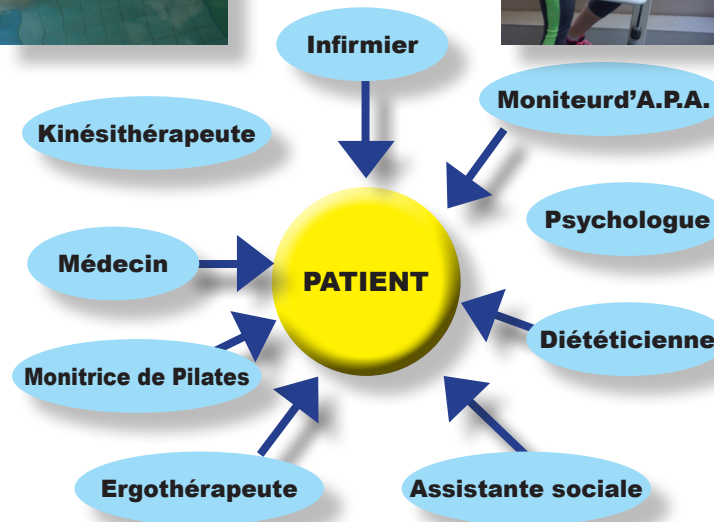 Infirmier
Moniteurd'A.P.A.
Kinésithérapeute
Psychologue
Médecin
PATIENT
Diététicienne
Monitrice de Pilates
Ergothérapeute
Assistante sociale